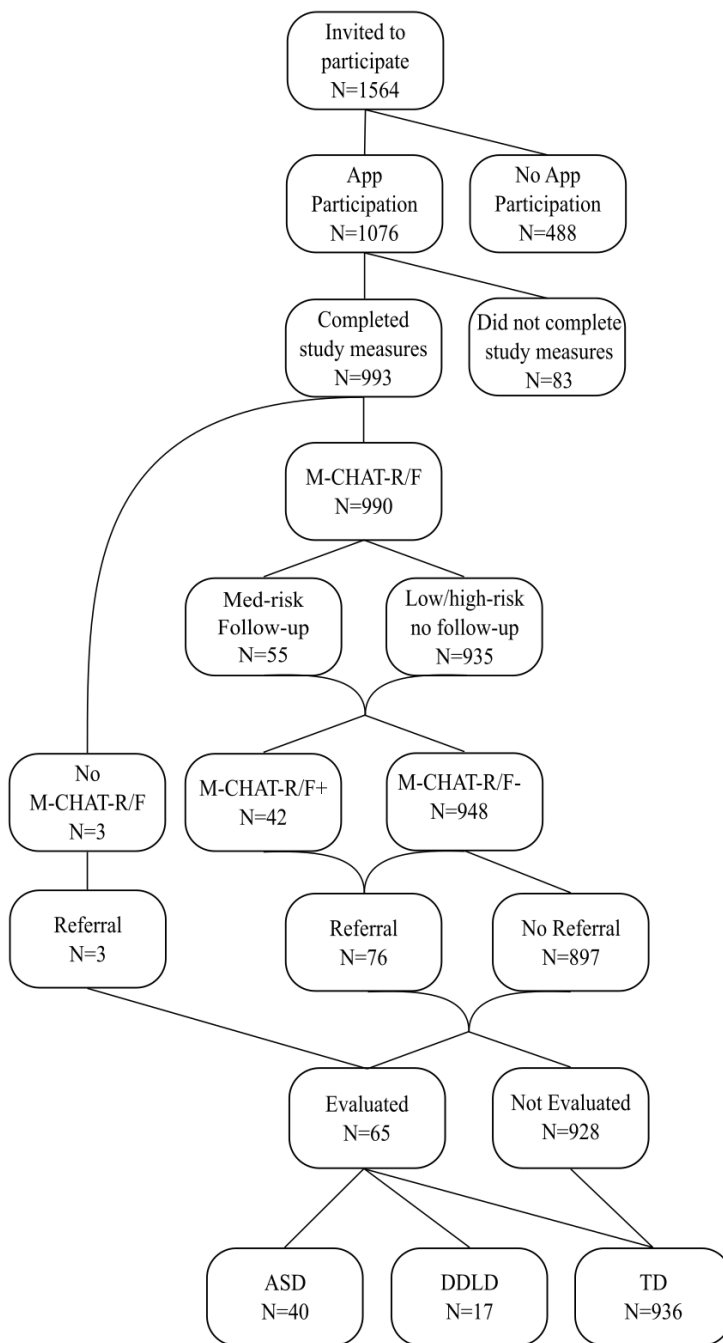 Invited to
participate
N=1564
App
Participation
N=1076
No App
Participation
N=488
Completed
study measures
N=993
Did not complete
study measures
N=83
M-CHAT-R/F
N=990
Med-risk
Follow-up
N=55
Low/high-risk
no follow-up
N=935
No
M-CHAT-R/F
N=3
M-CHAT-R/F+
N=42
M-CHAT-R/F-
N=948
Referral
N=3
Referral
N=76
No Referral
N=897
Evaluated
N=65
Not Evaluated
N=928
ASD
N=40
DDLD
N=17
TD
N=936